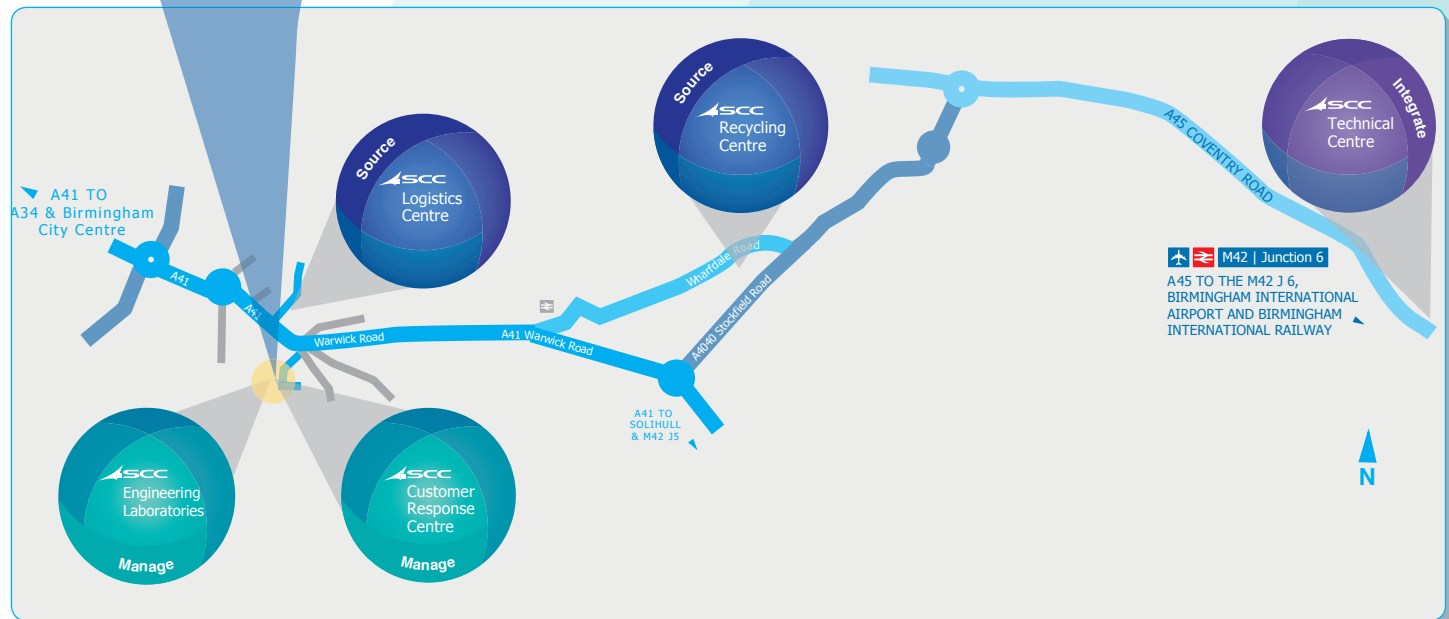 Source
SCC
Recycling
Centre
Integrate
SCC
Technical
Centre
Source
SCC
Logistics
Centre
A45 COVENTRY ROAD
A41 TO
A34 & Birmingham
City Centre
A41
A41
Wharfdale Road
M42 | Junction 6
A45 TO THE M42 J 6,
BIRMINGHAM INTERNATIONAL
AIRPORT AND BIRMINGHAM
INTERNATIONAL RAILWAY
Warwick Road
A41 Warwick Road
A4040 Stockfield Road
A41 TO
SOLIHULL
& M42 J5
N
SCC
Engineering
Laboratories
Manage
SCC
Customer
Response
Centre
Manage